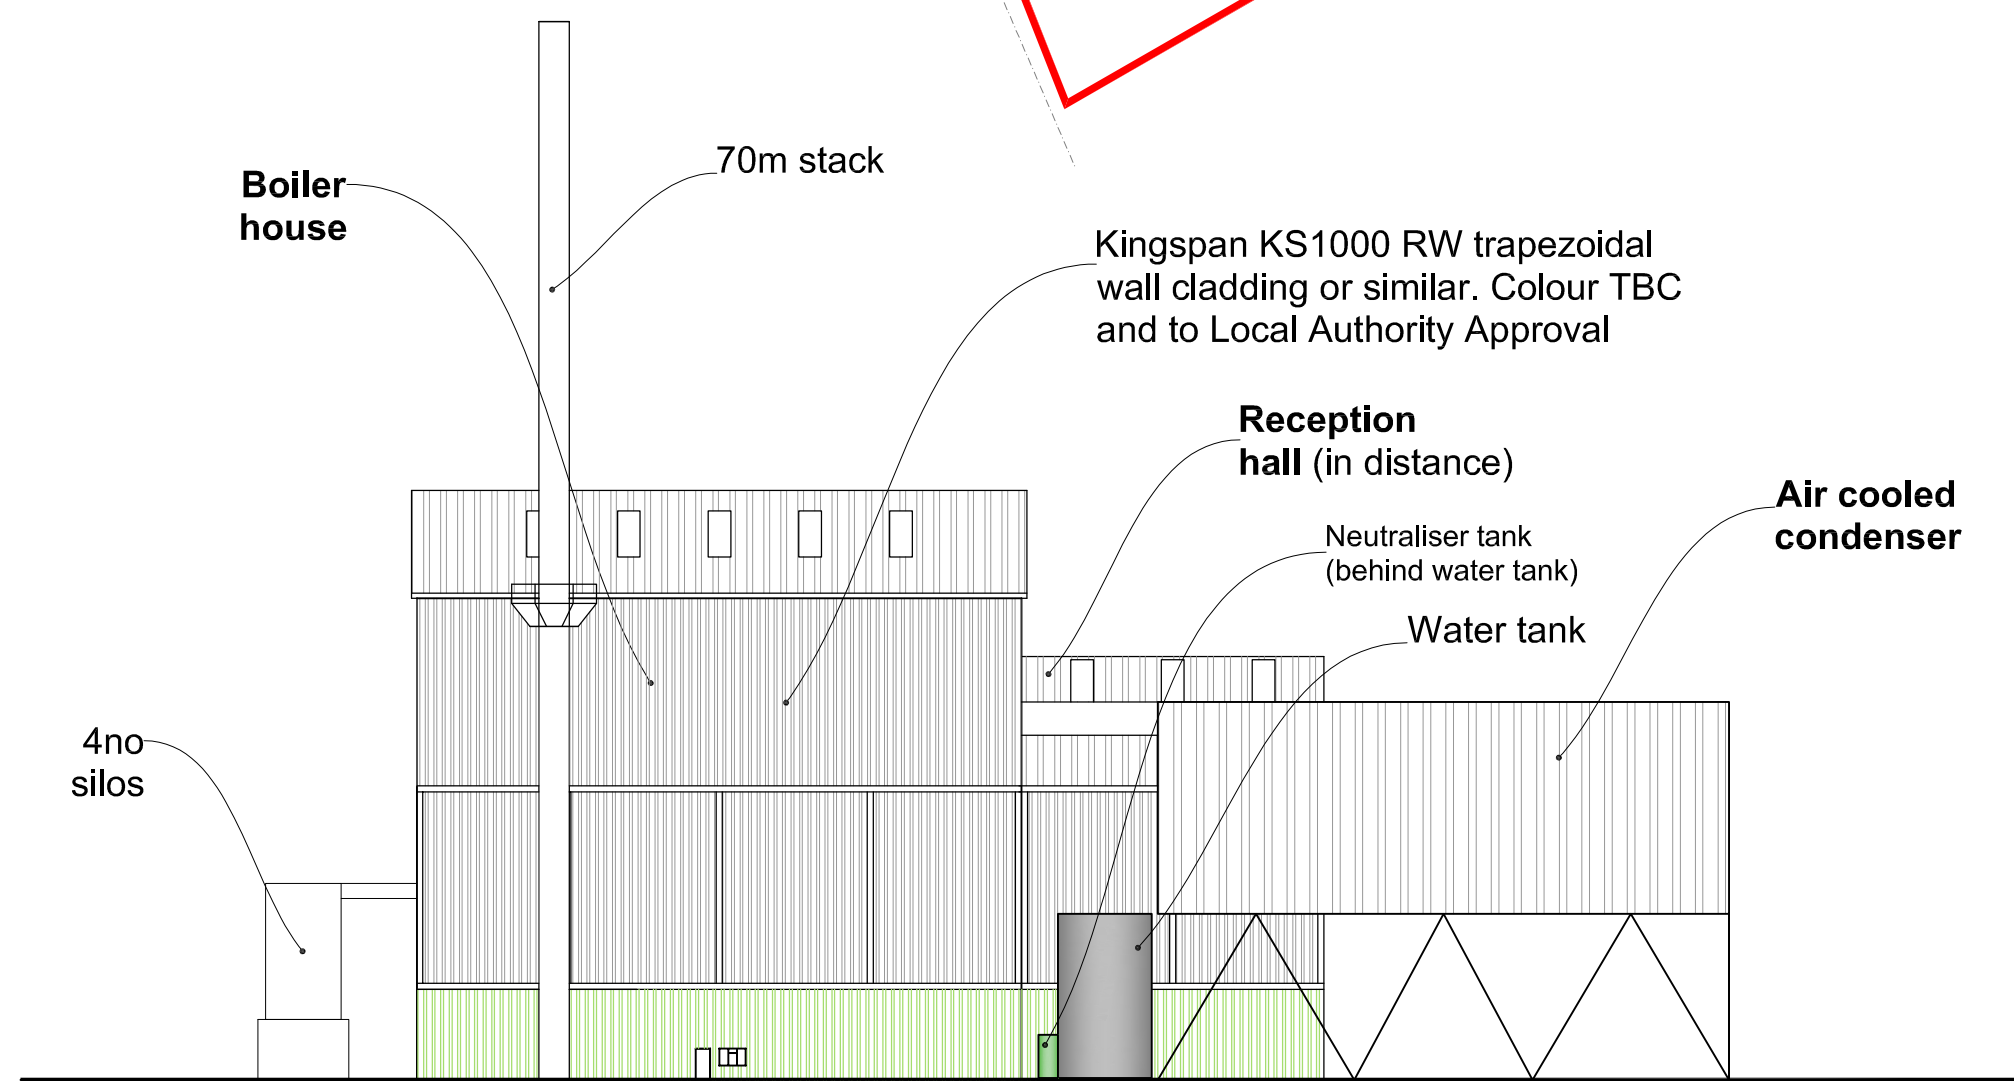 70m stack
Boiler
house
Kingspan KS1000 RW trapezoidal
wall cladding or similar. Colour TBC
and to Local Authority Approval
Reception
hall (in distance)
Air cooled
condenser
Neutraliser tank
(behind water tank)
Water tank
4no
silos